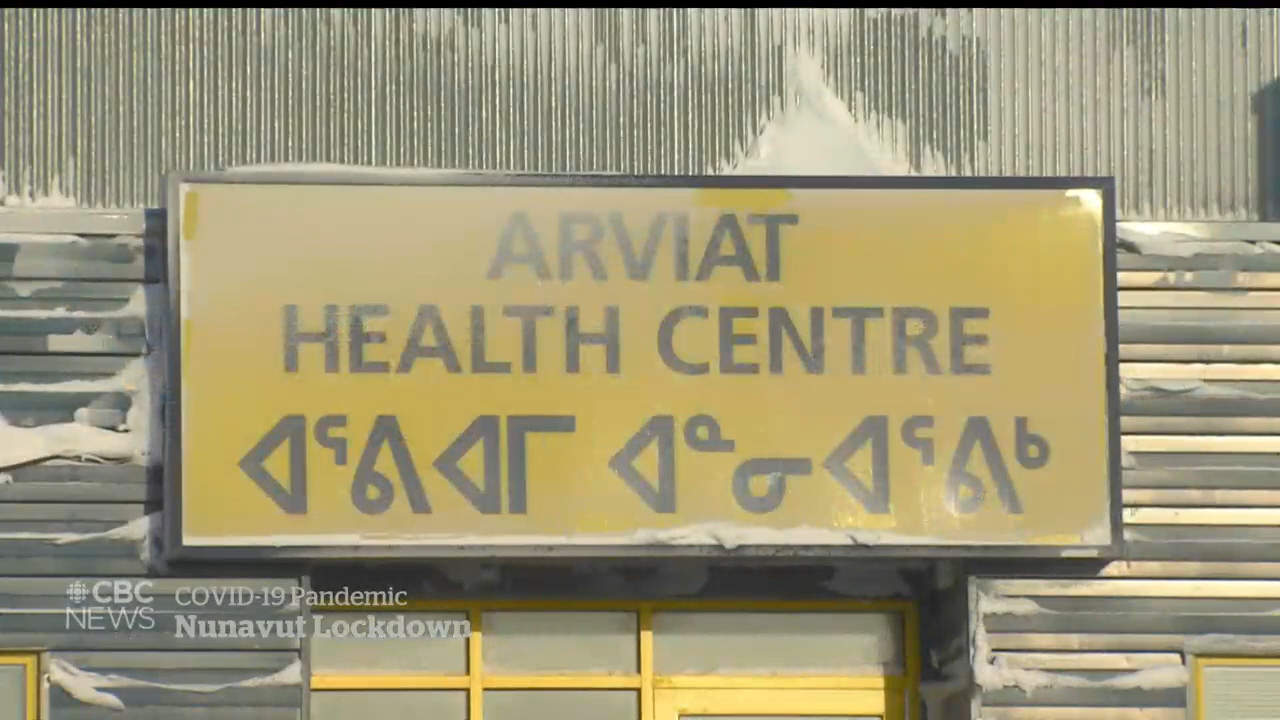 ARVIAT
HEALTH CENTRE
ᐊᕐᕕᐊᒥ ᐊᓐᓂᐊᕐᕕᒃ
CBC NEWS
COVID-19 Pandemic
Nunavut Lockdown